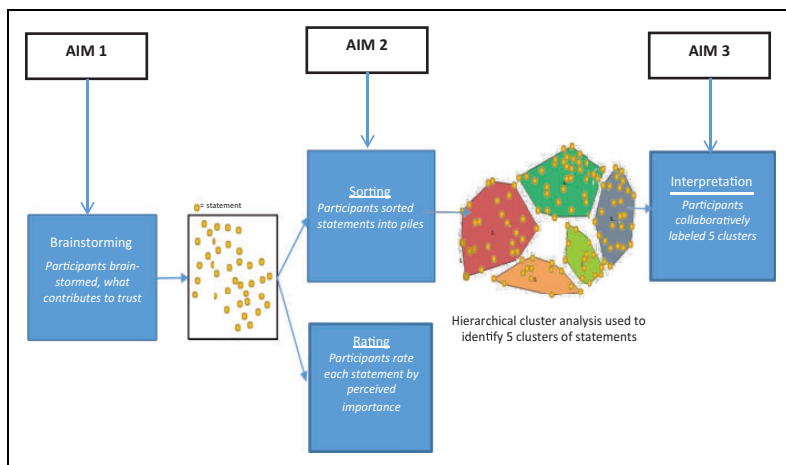 AIM 1
AIM 2
AIM 3
Brainstorming
Participants brain-
stormed, what
contributes to trust
= statement
Sorting
Participants sorted
statements into piles
Rating
Participants rate
each statement by
perceived
importance
Hierarchical cluster analysis used to
identify 5 clusters of statements
Interpretation
Participants
collaboratively
labeled 5 clusters